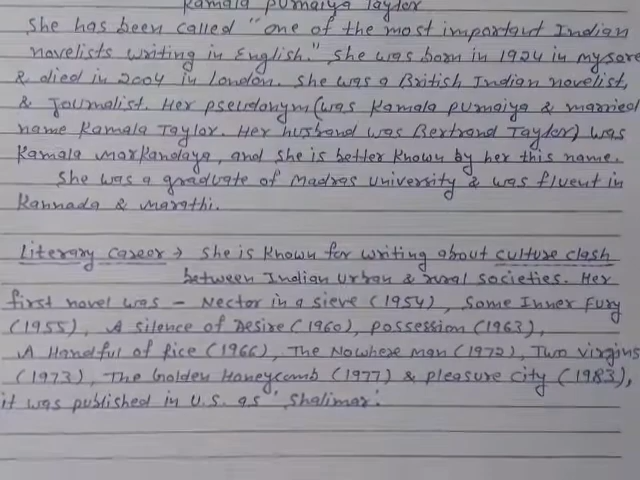 Kamala Purnaiya Taylor
She has been called "one of the most important Indian
novelists writing in English." She was born in 1924 in mysore
& died in 2004 in London. She was a British Indian novelist,
& Journalist. Her pseudonym (was Kamala purnaiya & married
name Kamala Taylor. Her husband was Bertrand Taylor) was
Kamala Markandaya, and she is better known by her this name.
She was a graduate of Madras university & was fluent in
Kannada & Marathi.
Literary Career → She is known for writing about culture clash
between Indian Urban & rural societies. Her
first novel was - Nector in a sieve (1954), Some Inner Fury
(1955), A silence of Desire (1960), possession (1963),
A Handful of Rice (1966), The Nowhere man (1972), Two virgins
(1973), The Golden Honeycomb (1977) & pleasure city (1983),
it was published in U.S. as "Shalimar.